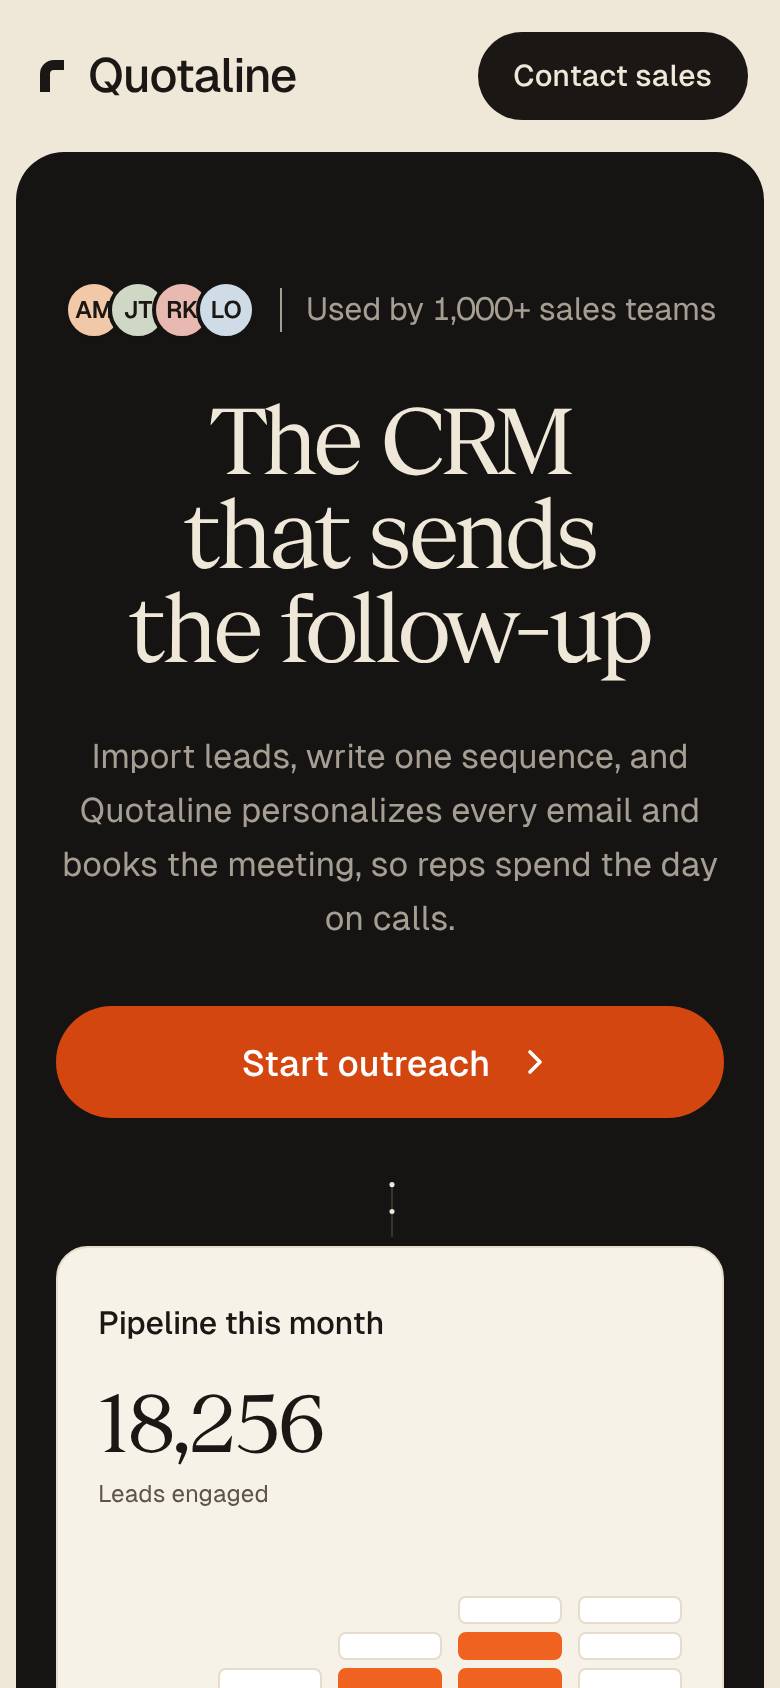 Quotaline
Contact sales
AM JT RK LO
Used by 1,000+ sales teams
The CRM
that sends
the follow-up
Import leads, write one sequence, and
Quotaline personalizes every email and
books the meeting, so reps spend the day
on calls.
Start outreach
Pipeline this month
18,256
Leads engaged